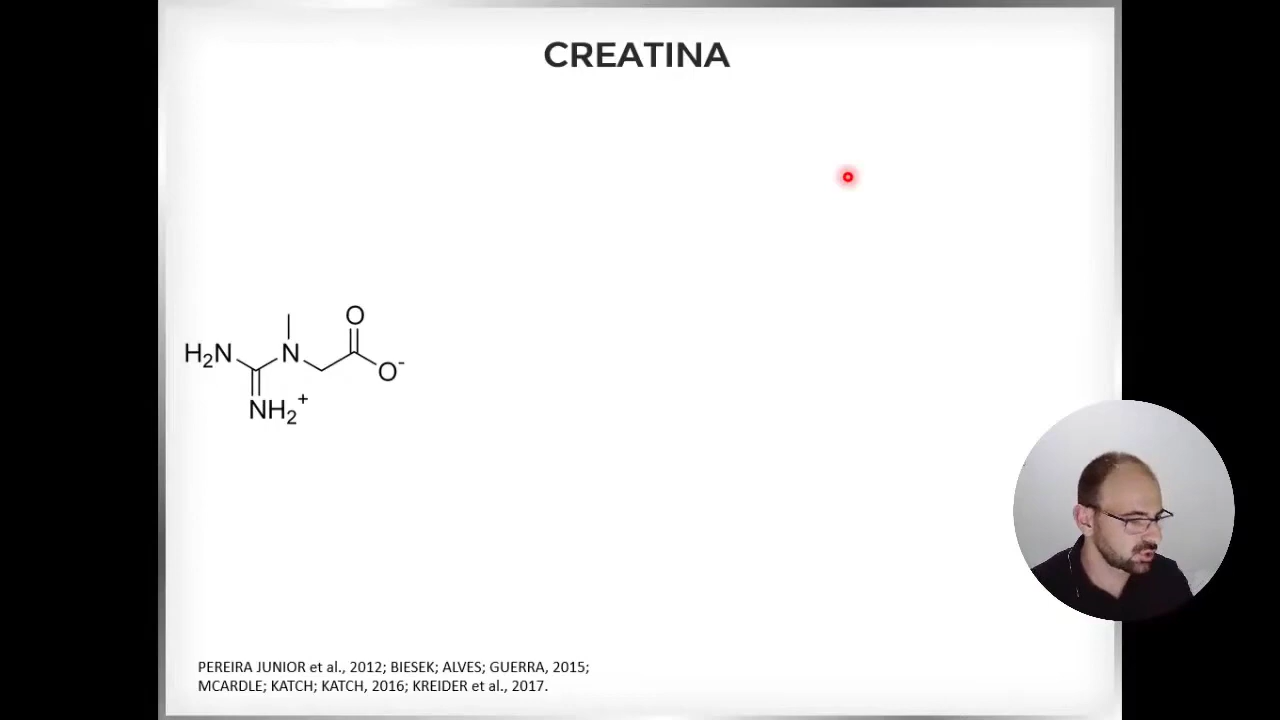 CREATINA
O
H₂N N O⁻
NH₂⁺
PEREIRA JUNIOR et al., 2012; BIESEK; ALVES; GUERRA, 2015;
MCARDLE; KATCH; KATCH, 2016; KREIDER et al., 2017.